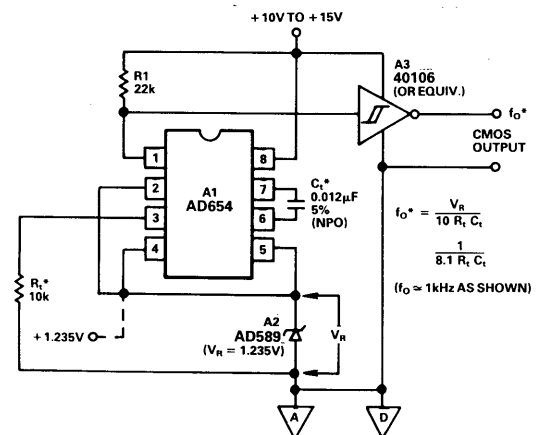 + 10V TO + 15V
R1
22k
A3
40106
(OR EQUIV.)
fO*
CMOS
OUTPUT
1
2
3
4
8
7
6
5
A1
AD654
Ct*
0.012µF
5%
(NPO)
fO* = VR
10 Rt Ct
1
8.1 Rt Ct
(fO ≃ 1kHz AS SHOWN)
Rt*
10k
+ 1.235V
A2
AD589
(VR = 1.235V)
VR
A
D